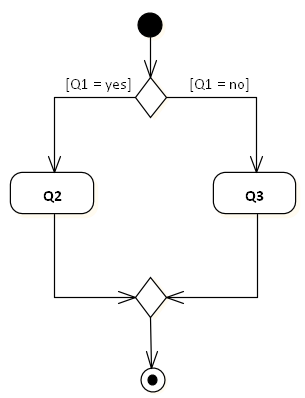 [Q1 = yes]
[Q1 = no]
Q2
Q3